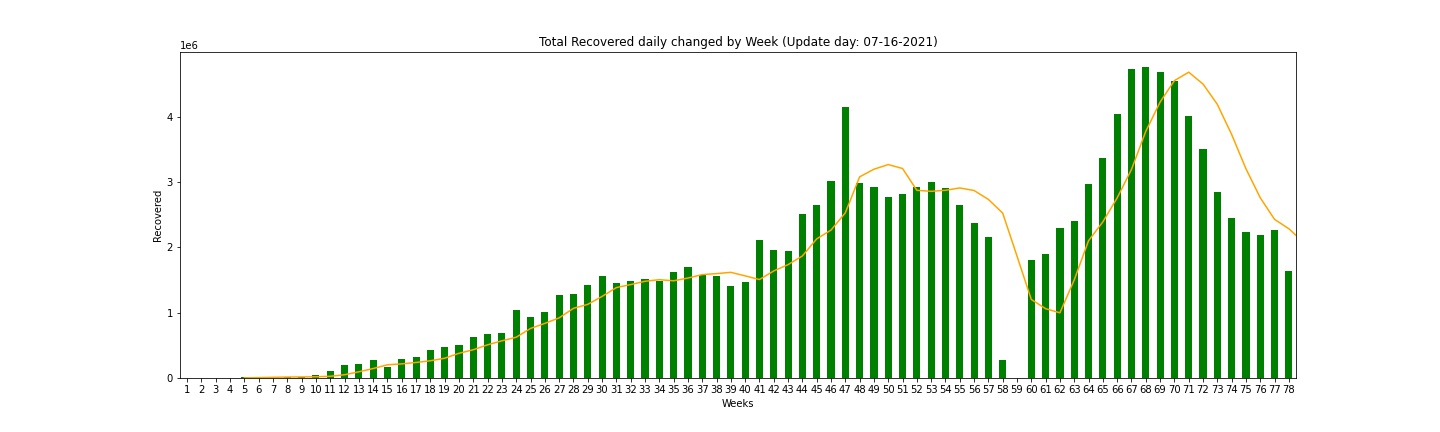 Total Recovered daily changed by Week (Update day: 07-16-2021)
1e6
4
3
2
1
0
Recovered
1 2 3 4 5 6 7 8 9 10 11 12 13 14 15 16 17 18 19 20 21 22 23 24 25 26 27 28 29 30 31 32 33 34 35 36 37 38 39 40 41 42 43 44 45 46 47 48 49 50 51 52 53 54 55 56 57 58 59 60 61 62 63 64 65 66 67 68 69 70 71 72 73 74 75 76 77 78
Weeks